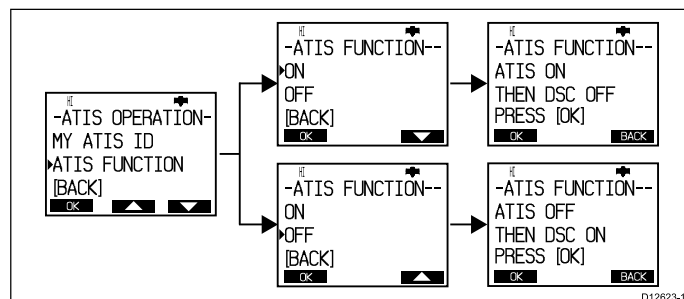 HI
-ATIS OPERATION-
MY ATIS ID
ATIS FUNCTION
[BACK]
OK
HI
-ATIS FUNCTION--
ON
OFF
[BACK]
OK
HI
-ATIS FUNCTION--
ATIS ON
THEN DSC OFF
PRESS [OK]
OK BACK
HI
-ATIS FUNCTION--
ON
OFF
[BACK]
OK
HI
-ATIS FUNCTION--
ATIS OFF
THEN DSC ON
PRESS [OK]
OK BACK
D12623-1